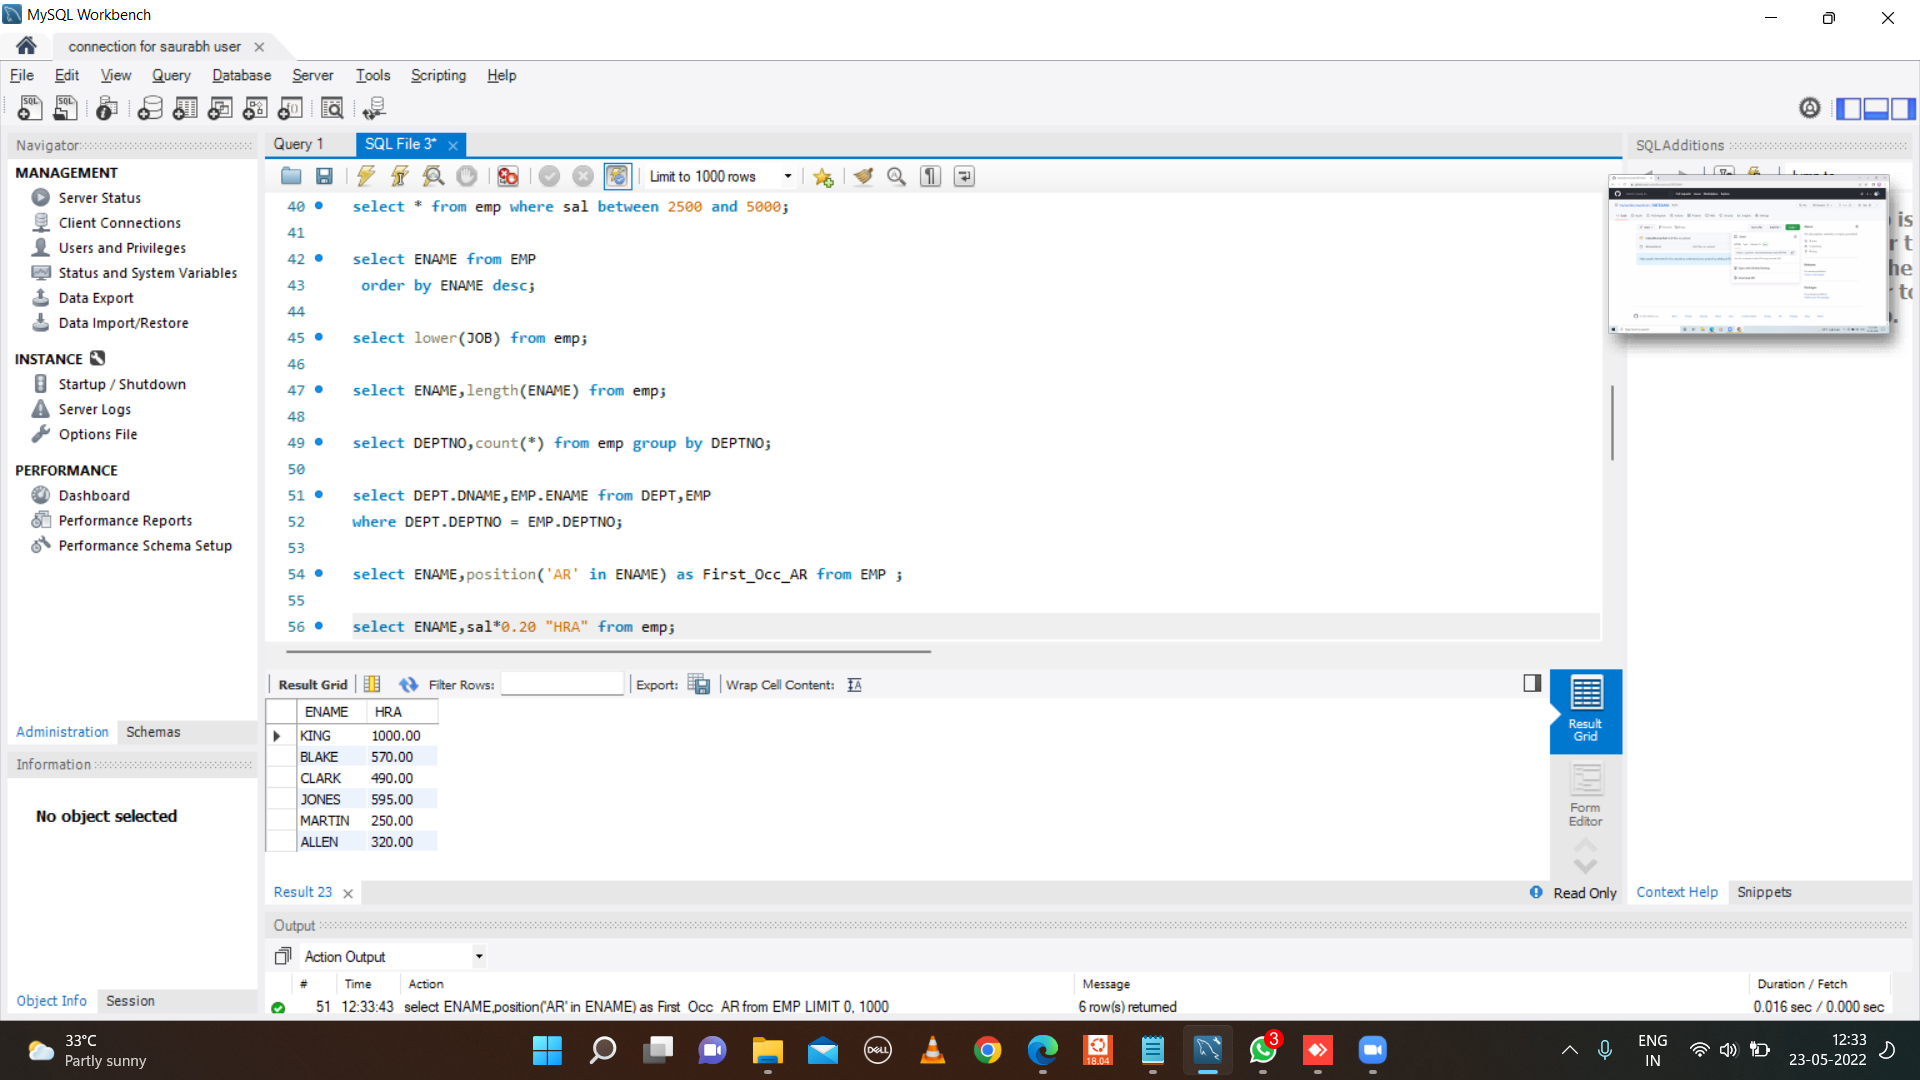 MySQL Workbench
connection for saurabh user
File Edit View Query Database Server Tools Scripting Help
Navigator
MANAGEMENT
Server Status
Client Connections
Users and Privileges
Status and System Variables
Data Export
Data Import/Restore
INSTANCE
Startup / Shutdown
Server Logs
Options File
PERFORMANCE
Dashboard
Performance Reports
Performance Schema Setup
Administration Schemas
Information
No object selected
Object Info Session
Query 1 SQL File 3*
Limit to 1000 rows
40 select * from emp where sal between 2500 and 5000;
41
42 select ENAME from EMP
43 order by ENAME desc;
44
45 select lower(JOB) from emp;
46
47 select ENAME,length(ENAME) from emp;
48
49 select DEPTNO,count(*) from emp group by DEPTNO;
50
51 select DEPT.DNAME,EMP.ENAME from DEPT,EMP
52 where DEPT.DEPTNO = EMP.DEPTNO;
53
54 select ENAME,position('AR' in ENAME) as First_Occ_AR from EMP ;
55
56 select ENAME,sal*0.20 "HRA" from emp;
Result Grid Filter Rows: Export: Wrap Cell Content:
ENAME HRA
KING 1000.00
BLAKE 570.00
CLARK 490.00
JONES 595.00
MARTIN 250.00
ALLEN 320.00
Result Grid
Form Editor
Result 23
Read Only
SQLAdditions
Context Help Snippets
Output
Action Output
# Time Action Message Duration / Fetch
51 12:33:43 select ENAME,position('AR' in ENAME) as First_Occ_AR from EMP LIMIT 0, 1000 6 row(s) returned 0.016 sec / 0.000 sec
33°C
Partly sunny
DELL
18.04
3
ENG
IN
12:33
23-05-2022